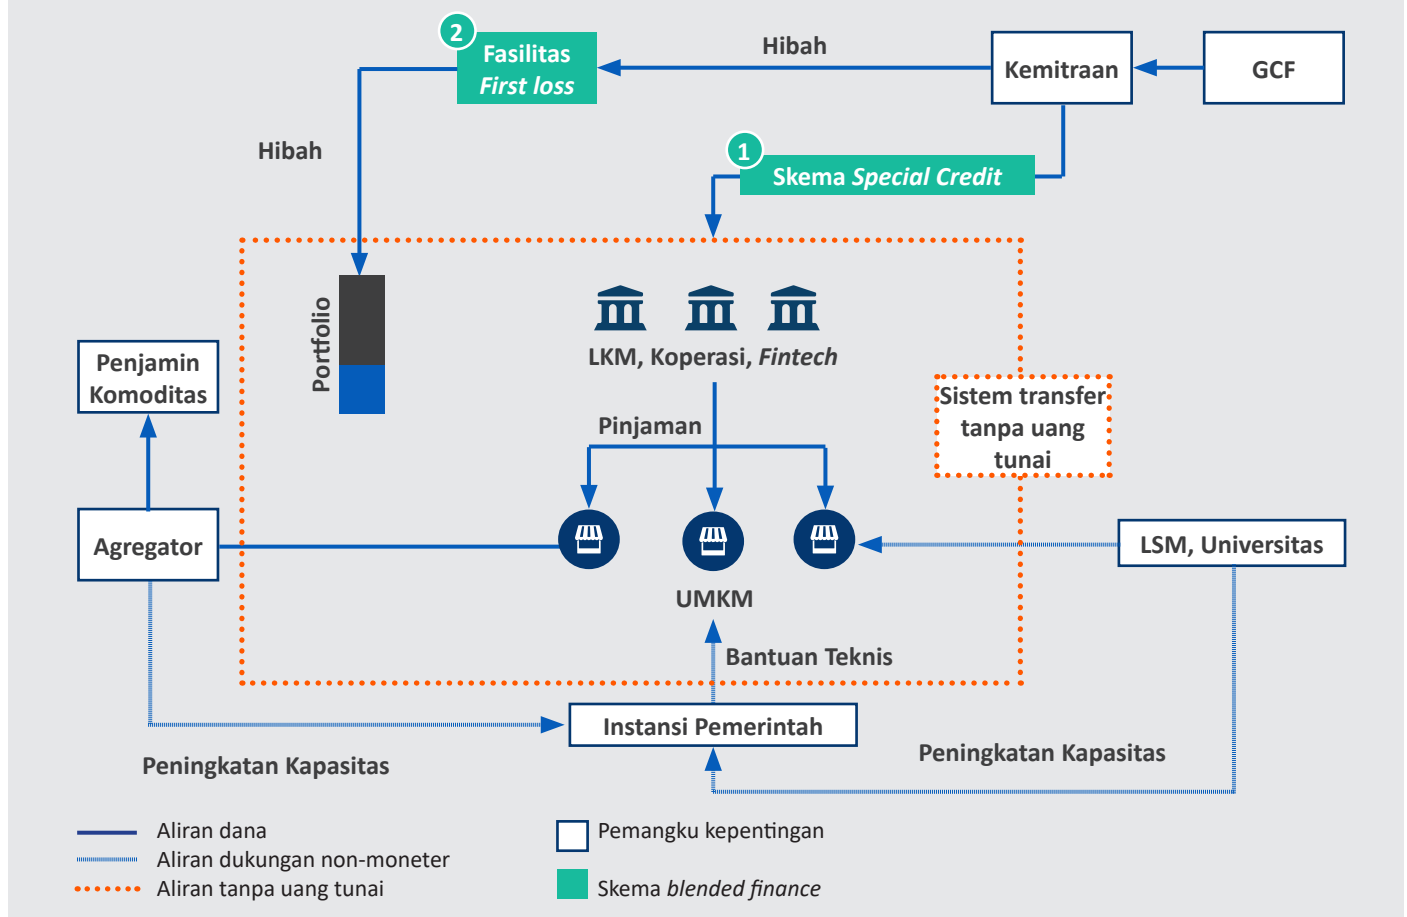 2
Fasilitas
First loss
Hibah
Kemitraan
GCF
Hibah
1
Skema Special Credit
Portfolio
LKM, Koperasi, Fintech
Penjamin
Komoditas
Pinjaman
Sistem transfer
tanpa uang
tunai
Agregator
LSM, Universitas
UMKM
Bantuan Teknis
Instansi Pemerintah
Peningkatan Kapasitas
Peningkatan Kapasitas
Aliran dana
Aliran dukungan non-moneter
Aliran tanpa uang tunai
Pemangku kepentingan
Skema blended finance